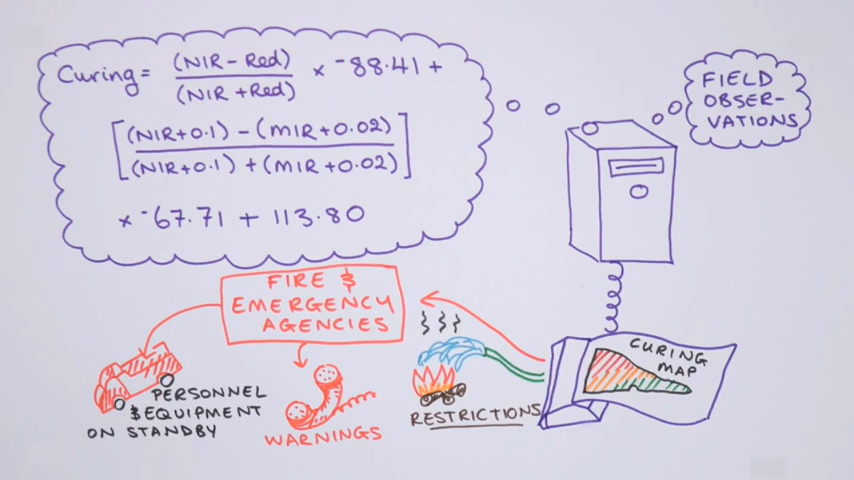 Curing = (NIR - Red) / (NIR + Red) x -88.41 +
[(NIR+0.1) - (MIR+0.02) / (NIR+0.1) + (MIR+0.02)]
x -67.71 + 113.80
FIELD
OBSER-
VATIONS
FIRE &
EMERGENCY
AGENCIES
CURING
MAP
PERSONNEL
& EQUIPMENT
ON STANDBY
WARNINGS
RESTRICTIONS